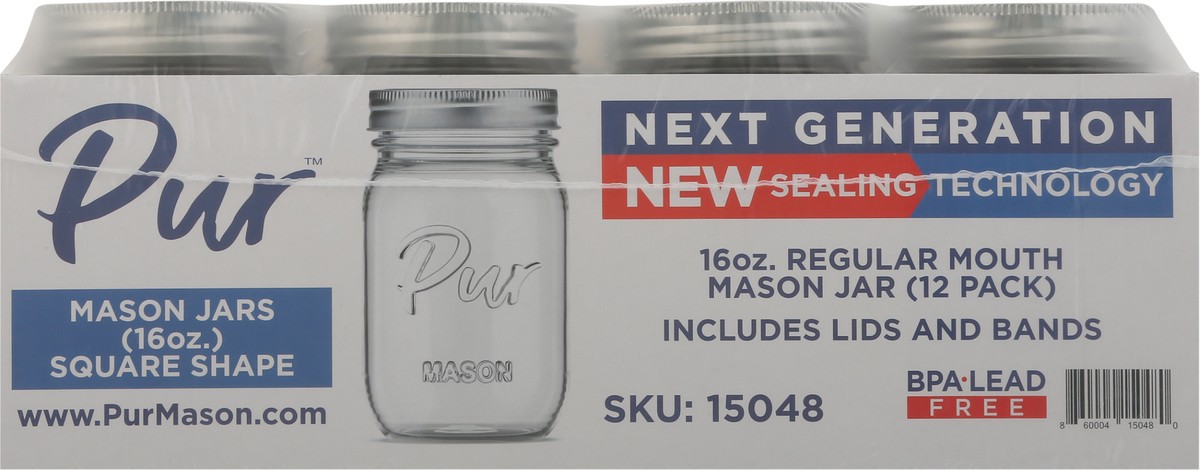 Pur™
MASON JARS
(16oz.)
SQUARE SHAPE
www.PurMason.com
Pur
MASON
NEXT GENERATION
NEW SEALING TECHNOLOGY
16oz. REGULAR MOUTH
MASON JAR (12 PACK)
INCLUDES LIDS AND BANDS
SKU: 15048
BPA•LEAD
FREE
8 60004 15048 0